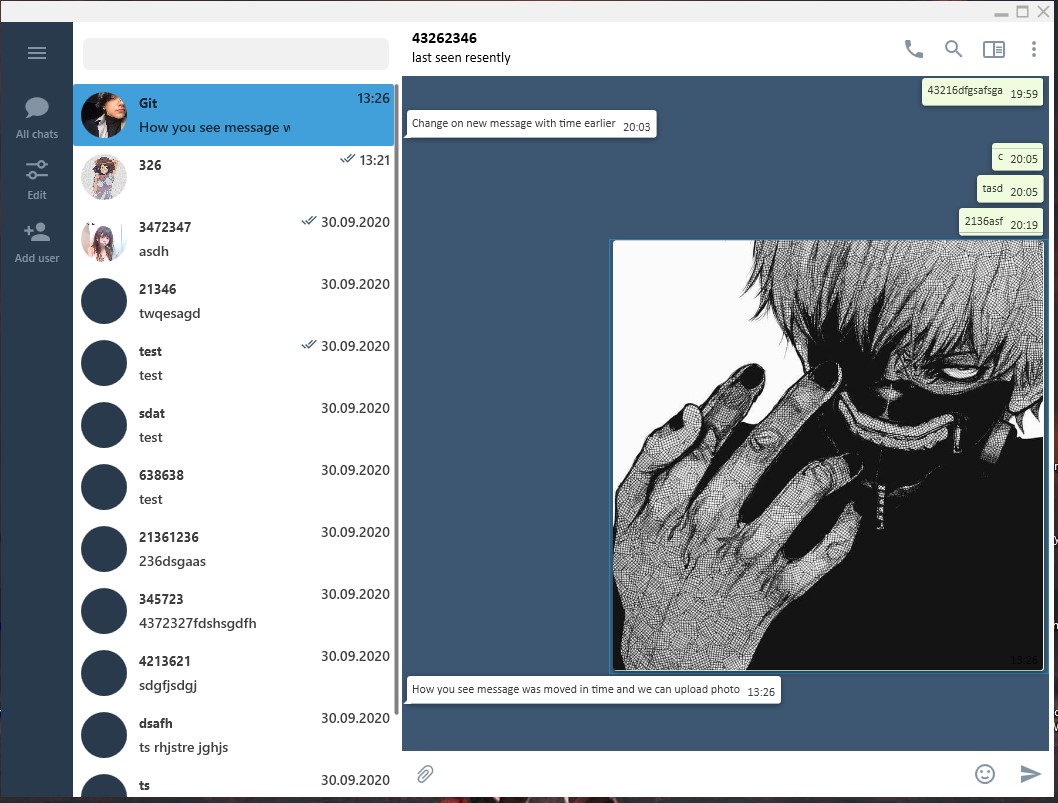 43262346
last seen resently
All chats
Edit
Add user
Git
13:26
How you see message w
326
13:21
3472347
30.09.2020
asdh
21346
30.09.2020
twqesagd
test
30.09.2020
test
sdat
30.09.2020
test
638638
30.09.2020
test
21361236
30.09.2020
236dsgaas
345723
30.09.2020
4372327fdshsgdfh
4213621
30.09.2020
sdgfjsdgj
dsafh
30.09.2020
ts rhjstre jghjs
ts
30.09.2020
43216dfgsafsga 19:59
Change on new message with time earlier 20:03
c 20:05
tasd 20:05
2136asf 20:19
13:26
How you see message was moved in time and we can upload photo 13:26